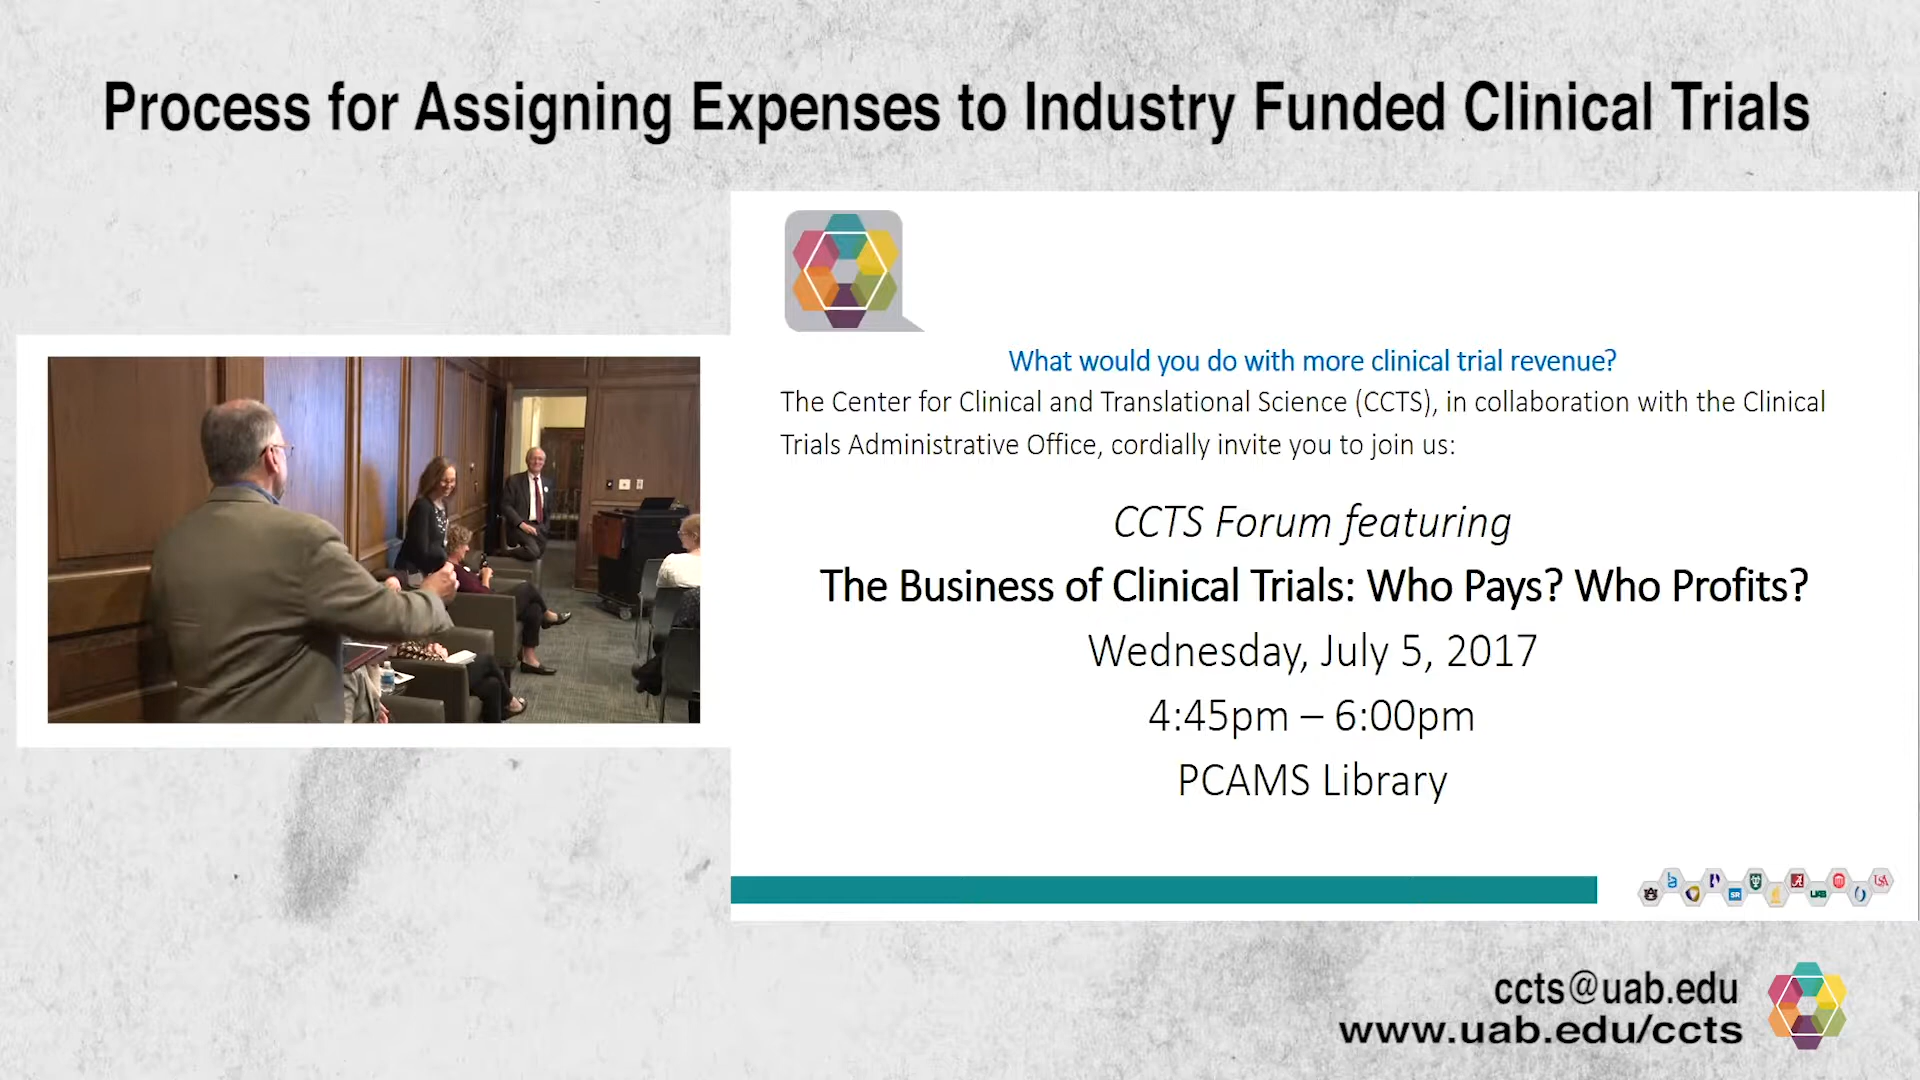 Process for Assigning Expenses to Industry Funded Clinical Trials
What would you do with more clinical trial revenue?
The Center for Clinical and Translational Science (CCTS), in collaboration with the Clinical
Trials Administrative Office, cordially invite you to join us:
CCTS Forum featuring
The Business of Clinical Trials: Who Pays? Who Profits?
Wednesday, July 5, 2017
4:45pm – 6:00pm
PCAMS Library
ccts@uab.edu
www.uab.edu/ccts